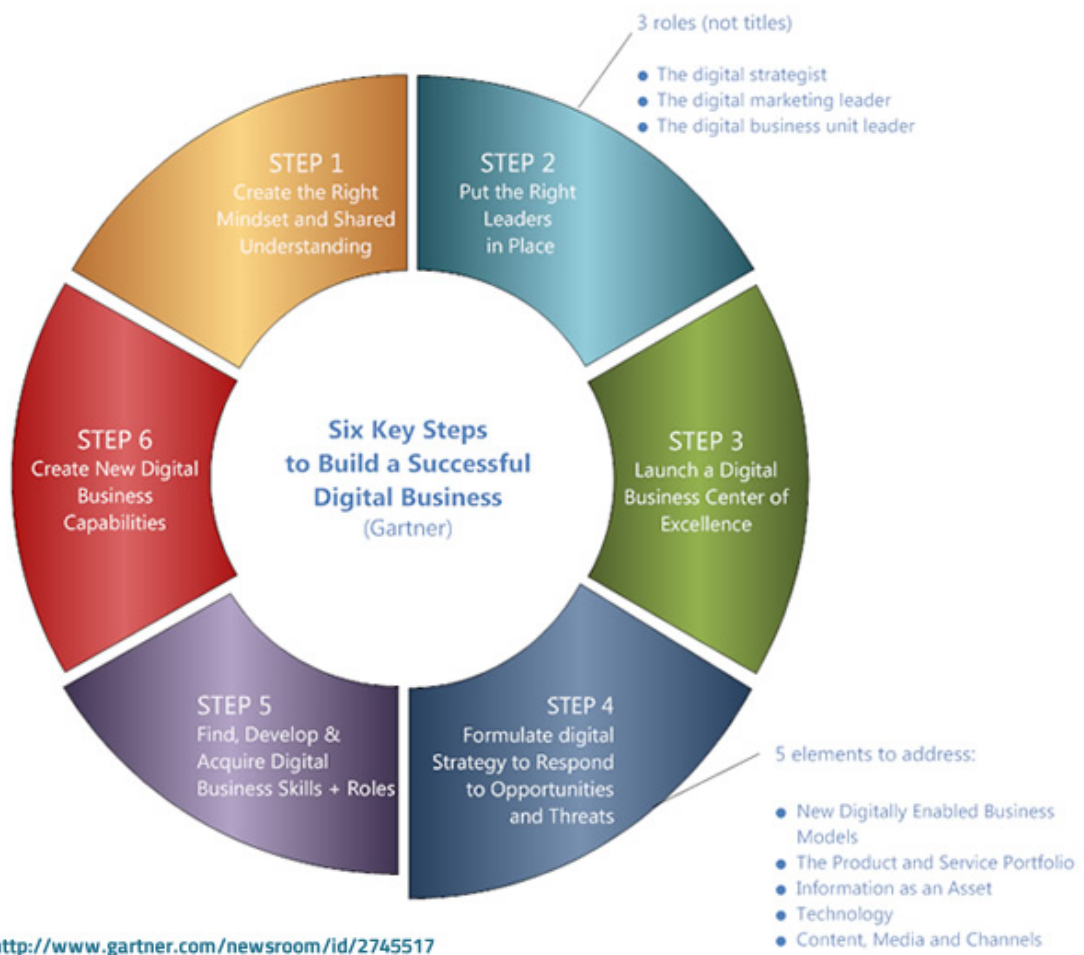 3 roles (not titles)
● The digital strategist
● The digital marketing leader
● The digital business unit leader
STEP 1
Create the Right
Mindset and Shared
Understanding
STEP 2
Put the Right
Leaders
in Place
STEP 3
Launch a Digital
Business Center of
Excellence
STEP 4
Formulate digital
Strategy to Respond
to Opportunities
and Threats
5 elements to address:
● New Digitally Enabled Business
Models
● The Product and Service Portfolio
● Information as an Asset
● Technology
● Content, Media and Channels
STEP 5
Find, Develop &
Acquire Digital
Business Skills + Roles
STEP 6
Create New Digital
Business
Capabilities
Six Key Steps
to Build a Successful
Digital Business
(Gartner)
ttp://www.gartner.com/newsroom/id/2745517